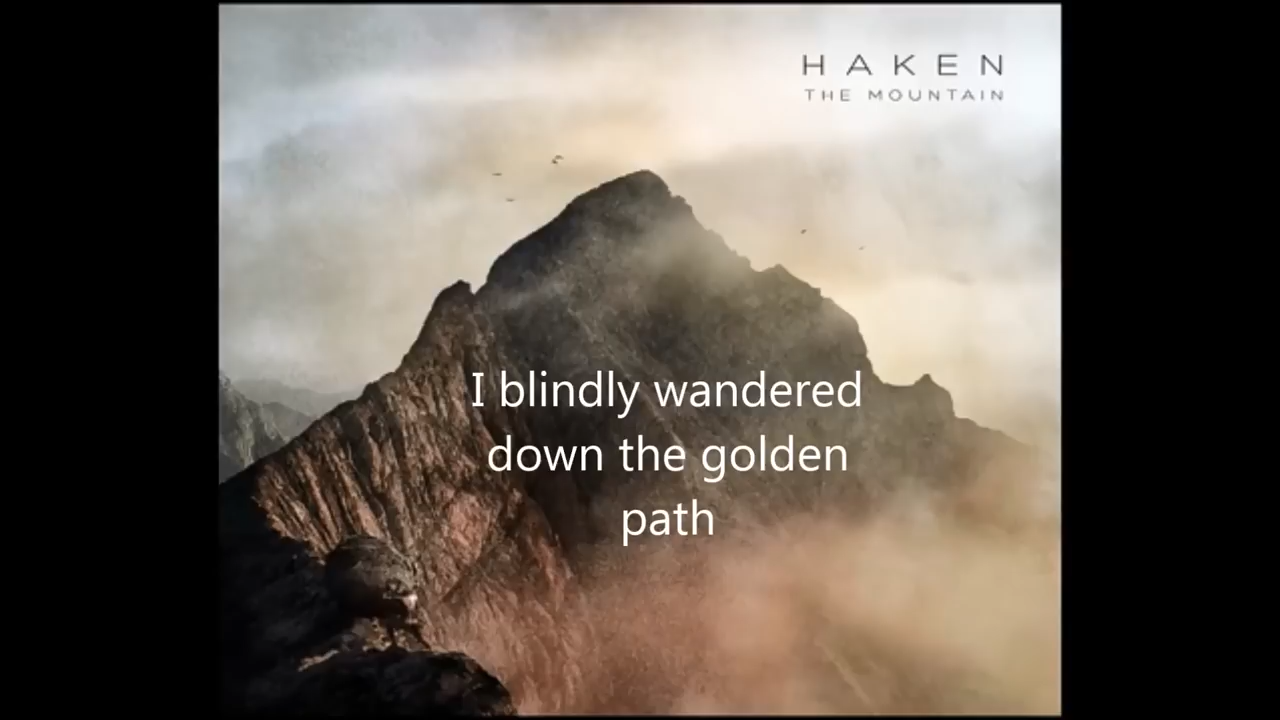 HAKEN
THE MOUNTAIN
I blindly wandered
down the golden
path